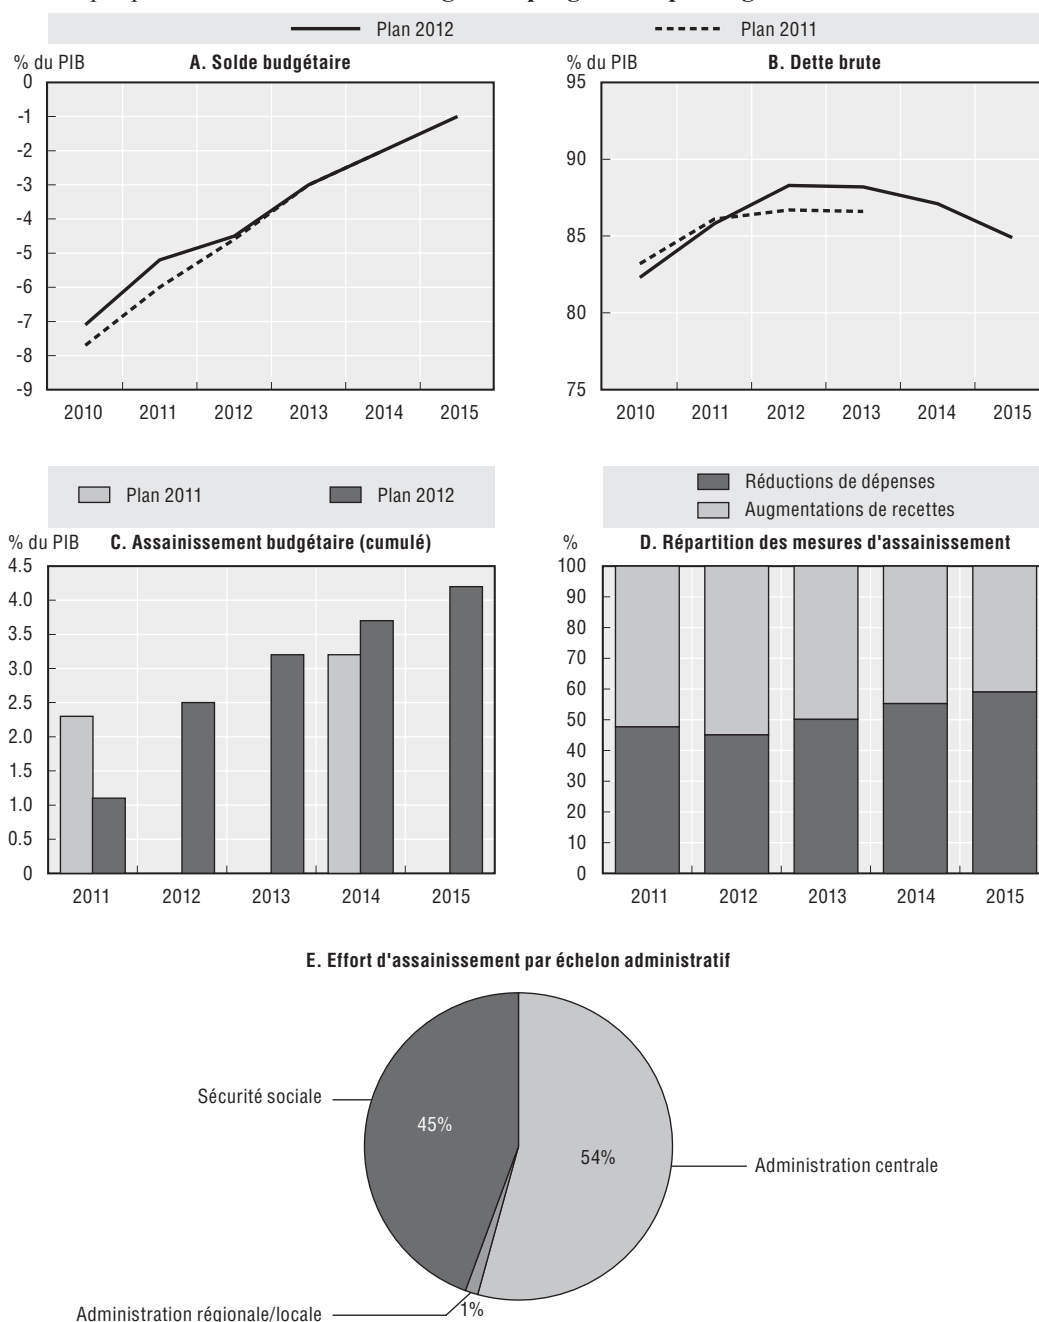 Plan 2012 Plan 2011
% du PIB A. Solde budgétaire
0
-1
-2
-3
-4
-5
-6
-7
-8
-9
2010 2011 2012 2013 2014 2015
% du PIB B. Dette brute
95
90
85
80
75
2010 2011 2012 2013 2014 2015
Plan 2011 Plan 2012
% du PIB C. Assainissement budgétaire (cumulé)
4.5
4.0
3.5
3.0
2.5
2.0
1.5
1.0
0.5
0
2011 2012 2013 2014 2015
Réductions de dépenses
Augmentations de recettes
% D. Répartition des mesures d'assainissement
100
90
80
70
60
50
40
30
20
10
0
2011 2012 2013 2014 2015
E. Effort d'assainissement par échelon administratif
Sécurité sociale
45%
54%
Administration centrale
Administration régionale/locale
1%